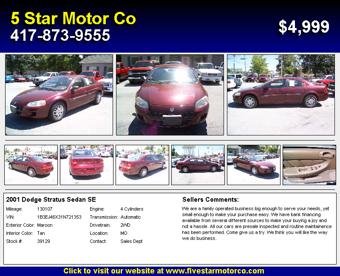 5 Star Motor Co
417-873-9555
$4,999
2001 Dodge Stratus Sedan SE
Mileage: 130107
Engine: 4 Cylinders
VIN: 1B3EJ46X31N721353
Transmission: Automatic
Exterior Color: Maroon
Drivetrain: 2WD
Interior Color: Tan
Location: MO
Stock #: 39129
Contact: Sales Dept
Sellers Comments:
We are a family operated business big enough to serve your needs, yet
small enough to make your purchase easy. We have bank financing
available from several different sources to make your buying a joy and
not a hassle. All our cars are presale inspected and routine maintainence
has been performed. Come give us a try. We think you will like the way
we do business.
Click to visit our website at www.fivestarmotorco.com